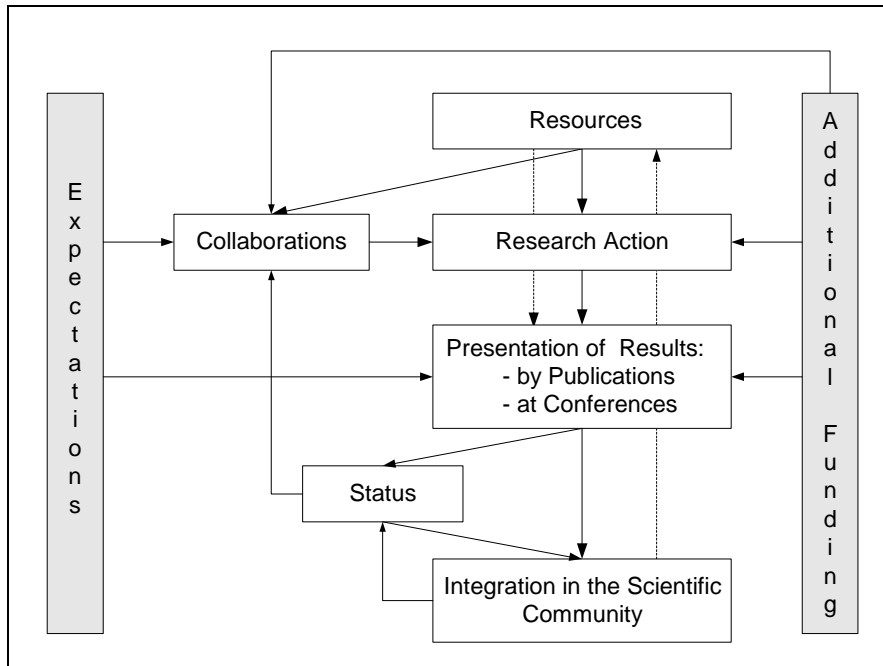 Expectations
Resources
Collaborations
Research Action
Presentation of Results:
- by Publications
- at Conferences
Status
Integration in the Scientific
Community
Additional Funding